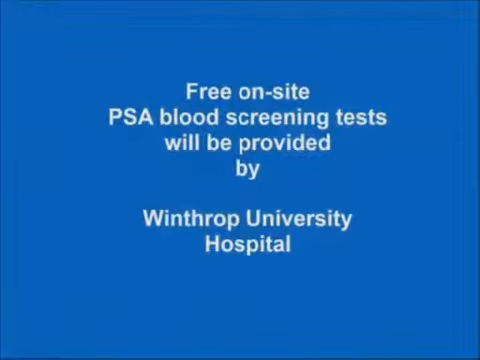 Free on-site
PSA blood screening tests
will be provided
by
Winthrop University
Hospital